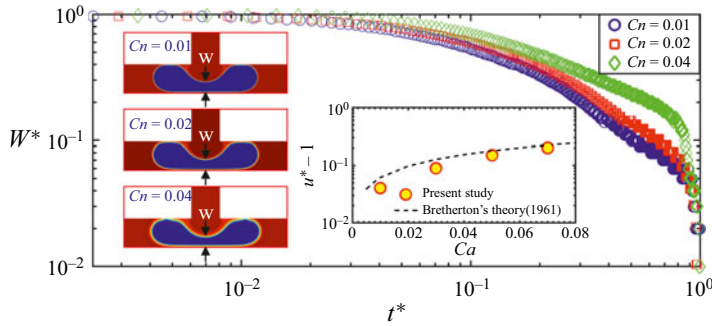 10^0
W*
10^-1
10^-2
Cn = 0.01
W
Cn = 0.02
W
Cn = 0.04
W
10^0
u* – 1
10^-1
10^-2
Present study
Bretherton's theory(1961)
0 0.02 0.04 0.06 0.08
Ca
Cn = 0.01
Cn = 0.02
Cn = 0.04
10^-2 10^-1 10^0
t*